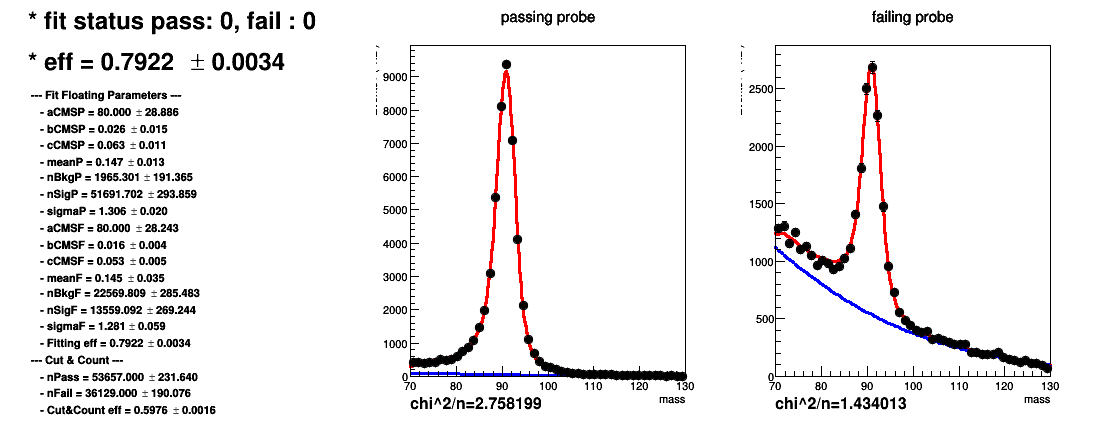 * fit status pass: 0, fail : 0
* eff = 0.7922 ± 0.0034
--- Fit Floating Parameters ---
- aCMSP = 80.000 ± 28.886
- bCMSP = 0.026 ± 0.015
- cCMSP = 0.063 ± 0.011
- meanP = 0.147 ± 0.013
- nBkgP = 1965.301 ± 191.365
- nSigP = 51691.702 ± 293.859
- sigmaP = 1.306 ± 0.020
- aCMSF = 80.000 ± 28.243
- bCMSF = 0.016 ± 0.004
- cCMSF = 0.053 ± 0.005
- meanF = 0.145 ± 0.035
- nBkgF = 22569.809 ± 285.483
- nSigF = 13559.092 ± 269.244
- sigmaF = 1.281 ± 0.059
- Fitting eff = 0.7922 ± 0.0034
--- Cut & Count ---
- nPass = 53657.000 ± 231.640
- nFail = 36129.000 ± 190.076
- Cut&Count eff = 0.5976 ± 0.0016
passing probe
9000
8000
7000
6000
5000
4000
3000
2000
1000
0
70 80 90 100 110 120 130
mass
chi^2/n=2.758199
failing probe
2500
2000
1500
1000
500
0
70 80 90 100 110 120 130
mass
chi^2/n=1.434013